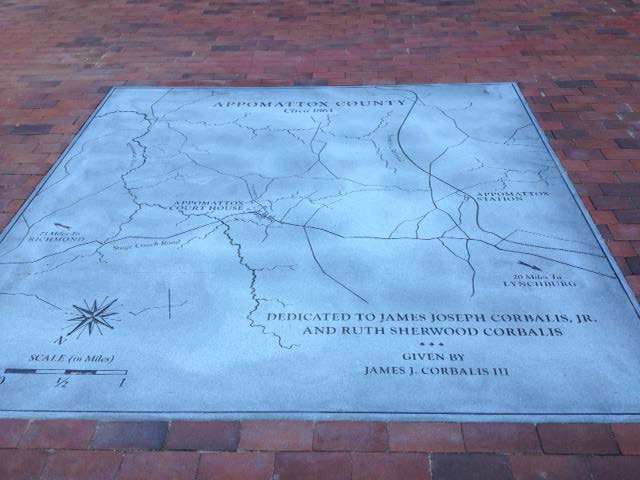 APPOMATTOX COUNTY
Circa 1861
APPOMATTOX
COURT HOUSE
APPOMATTOX
STATION
75 Miles To
RICHMOND
Stage Coach Road
20 Miles To
LYNCHBURG
DEDICATED TO JAMES JOSEPH CORBALIS, JR.
AND RUTH SHERWOOD CORBALIS
GIVEN BY
JAMES J. CORBALIS III
N
SCALE (in Miles)
0 ½ 1